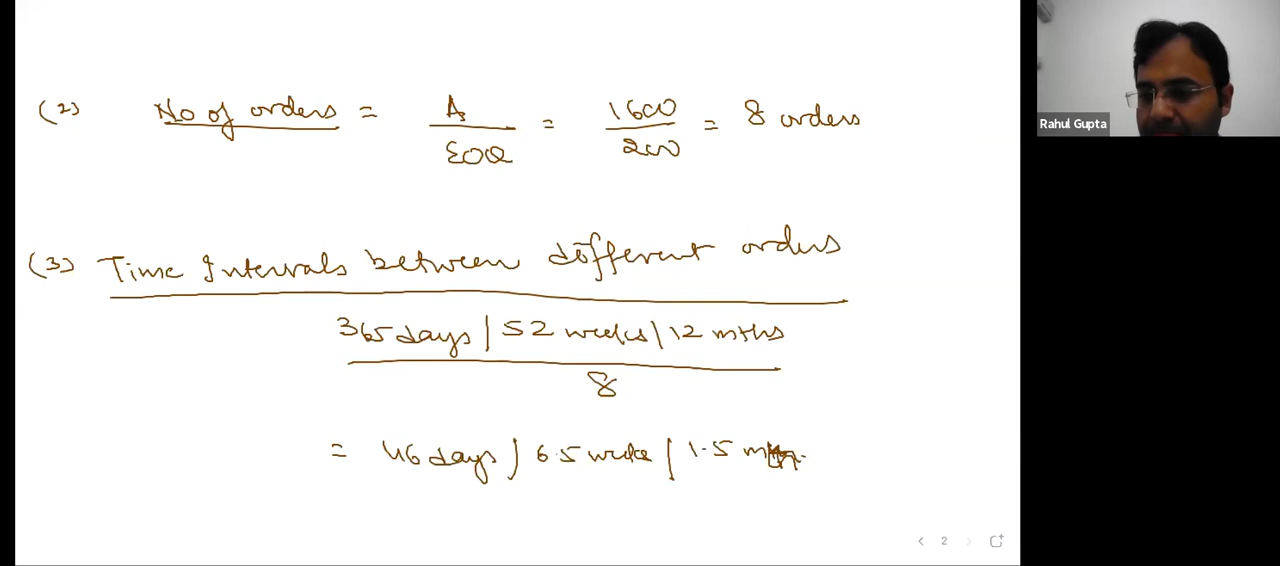 (2) No of orders = A / EOQ = 1600 / 200 = 8 orders
(3) Time Intervals between different orders
365 days | 52 weeks | 12 mths
8
= 46 days | 6.5 weeks | 1.5 mth.
Rahul Gupta
2